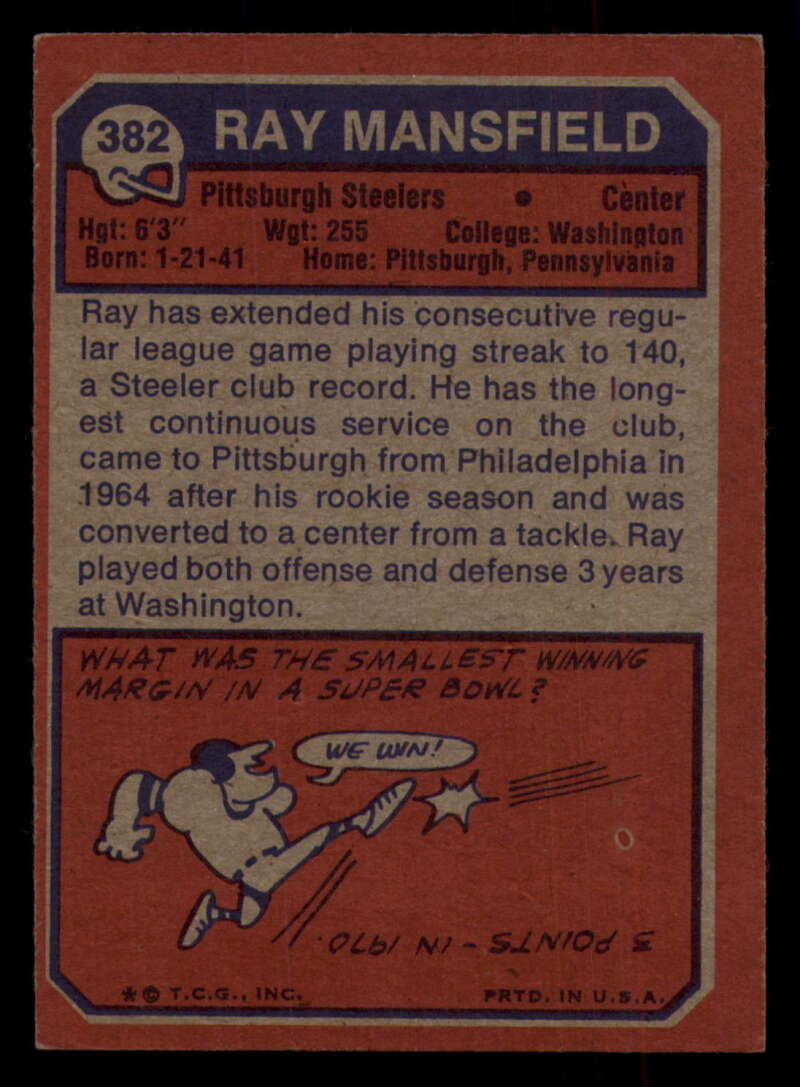 382
RAY MANSFIELD
Pittsburgh Steelers • Center
Hgt: 6'3" Wgt: 255 College: Washington
Born: 1-21-41 Home: Pittsburgh, Pennsylvania
Ray has extended his consecutive regu-
lar league game playing streak to 140,
a Steeler club record. He has the long-
est continuous service on the club,
came to Pittsburgh from Philadelphia in
1964 after his rookie season and was
converted to a center from a tackle. Ray
played both offense and defense 3 years
at Washington.
WHAT WAS THE SMALLEST WINNING
MARGIN IN A SUPER BOWL?
WE WIN!
3 POINTS - IN 1970.
* © T.C.G., INC. PRTD. IN U.S.A.